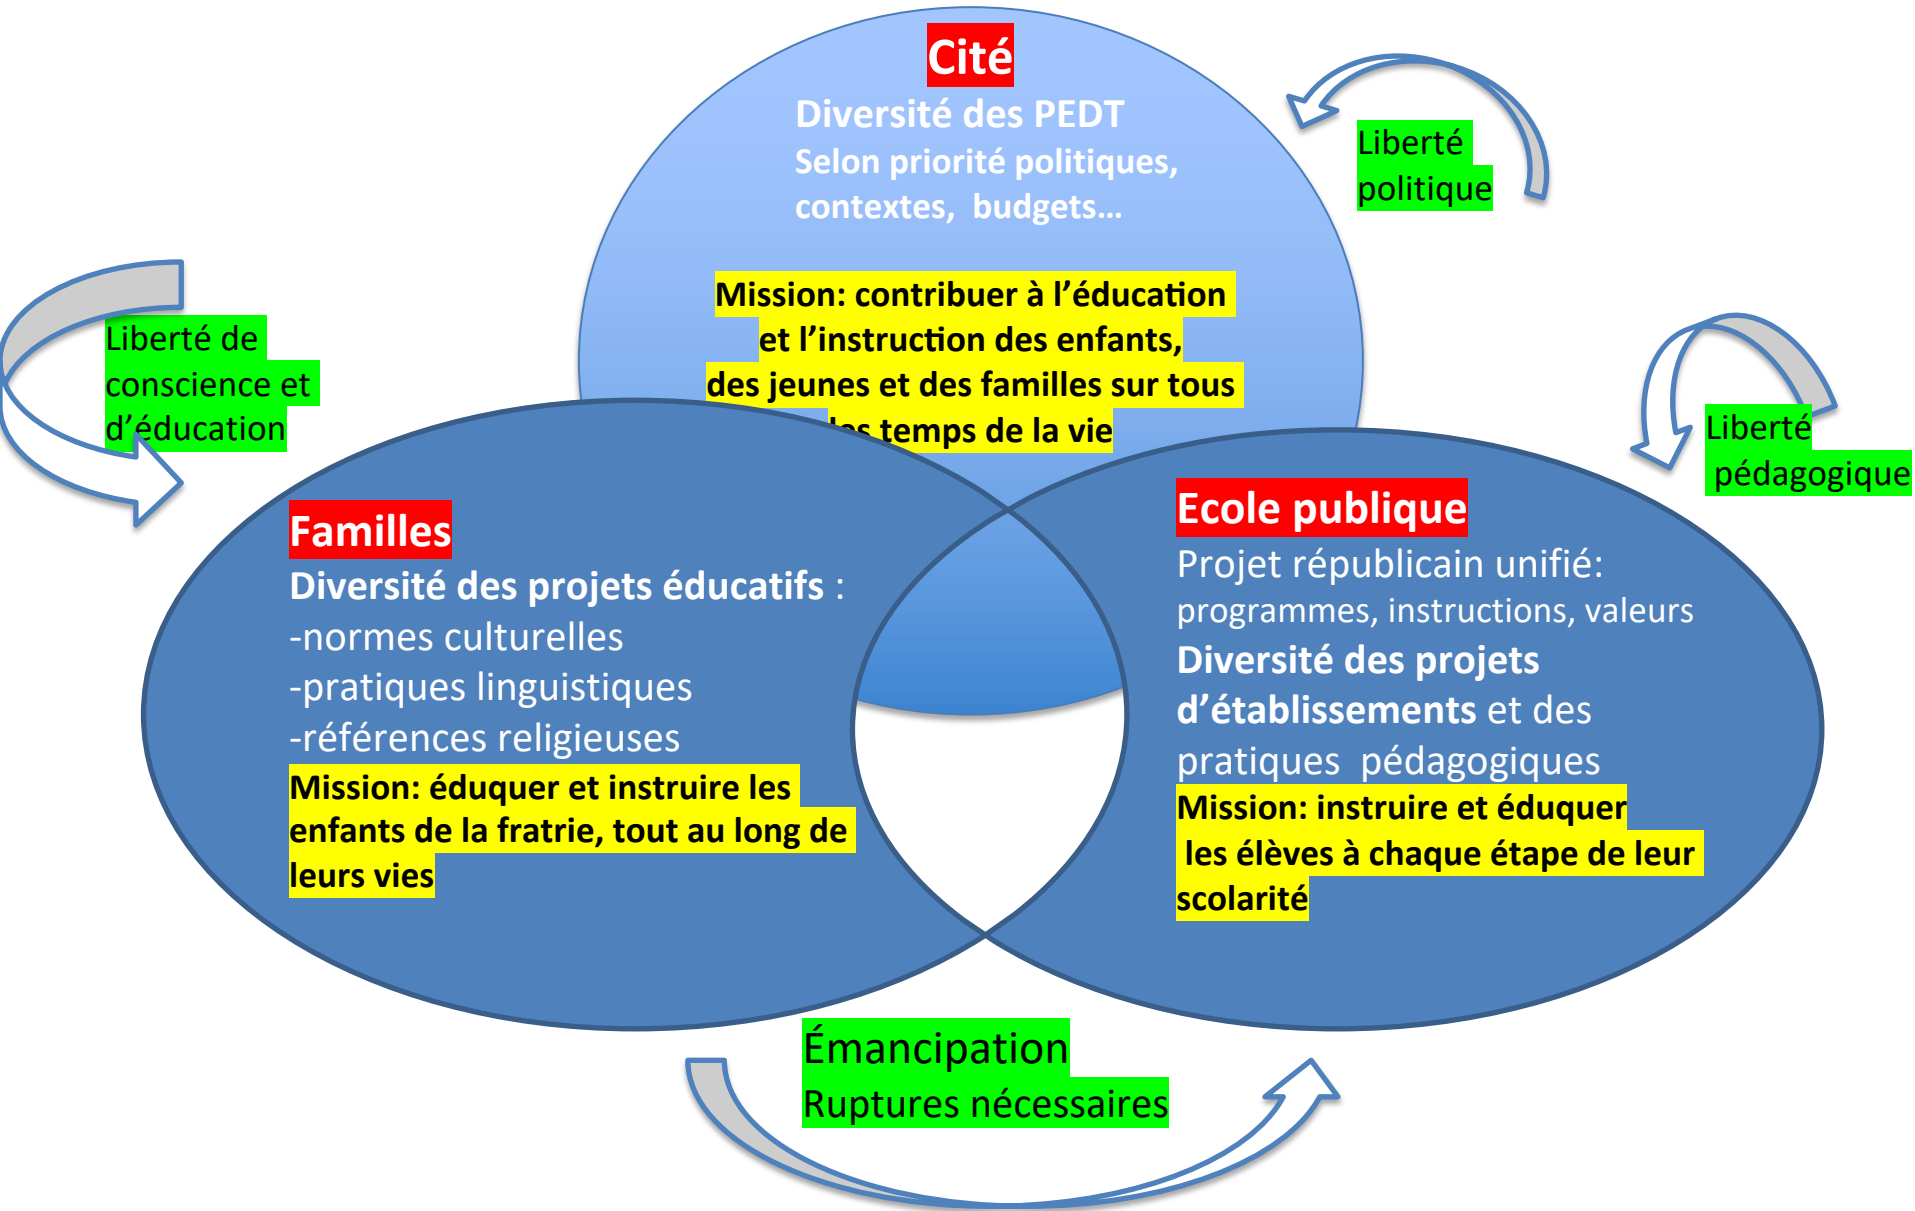 Cité
Diversité des PEDT
Selon priorité politiques,
contextes, budgets…
Mission: contribuer à l’éducation
et l’instruction des enfants,
des jeunes et des familles sur tous
les temps de la vie
Liberté
politique
Liberté de
conscience et
d’éducation
Liberté
pédagogique
Familles
Diversité des projets éducatifs :
-normes culturelles
-pratiques linguistiques
-références religieuses
Mission: éduquer et instruire les
enfants de la fratrie, tout au long de
leurs vies
Ecole publique
Projet républicain unifié:
programmes, instructions, valeurs
Diversité des projets
d’établissements et des
pratiques pédagogiques
Mission: instruire et éduquer
les élèves à chaque étape de leur
scolarité
Émancipation
Ruptures nécessaires